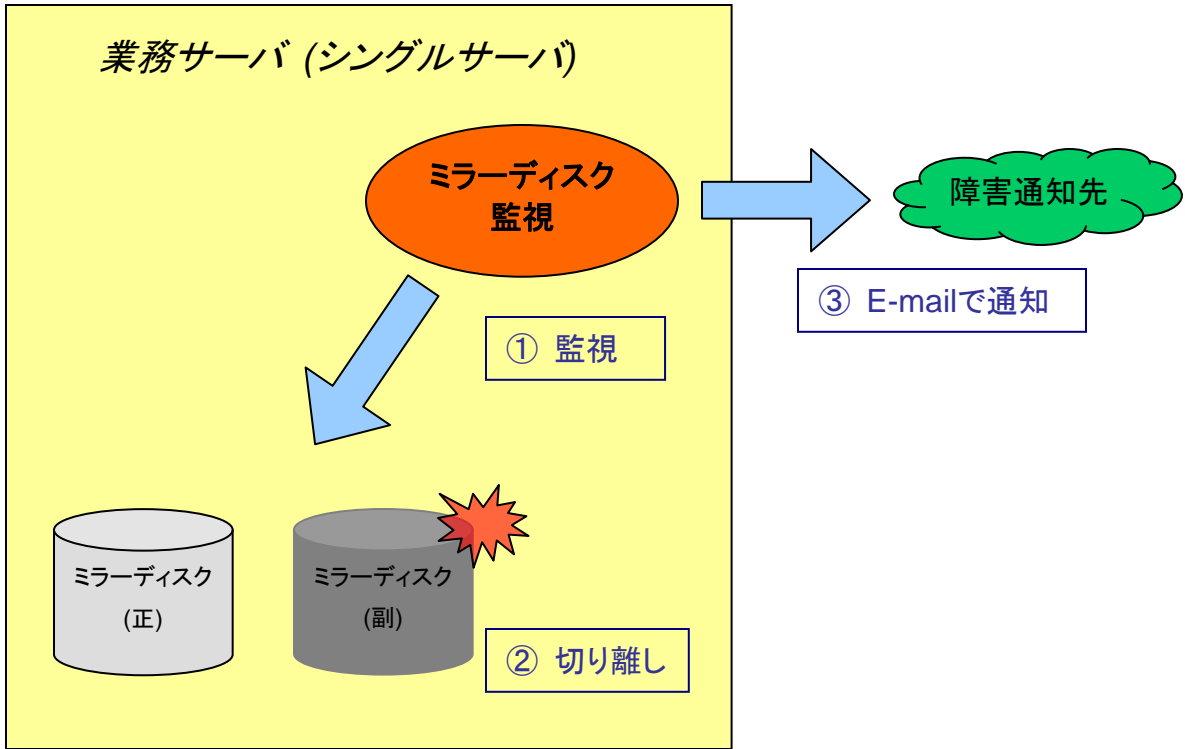 業務サーバ (シングルサーバ)
ミラーディスク
監視
障害通知先
③ E-mailで通知
① 監視
ミラーディスク
(正)
ミラーディスク
(副)
② 切り離し